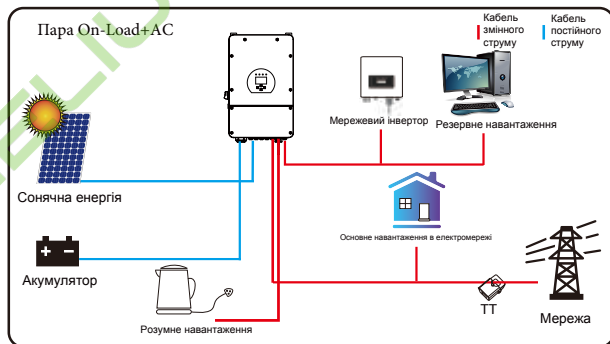 Пара On-Load+AC
Кабель
змінного
струму
Кабель
постійного
струму
Мережевий інвертор
Резервне навантаження
Сонячна енергія
Основне навантаження в електромережі
Акумулятор
ТТ
Мережа
Розумне навантаження